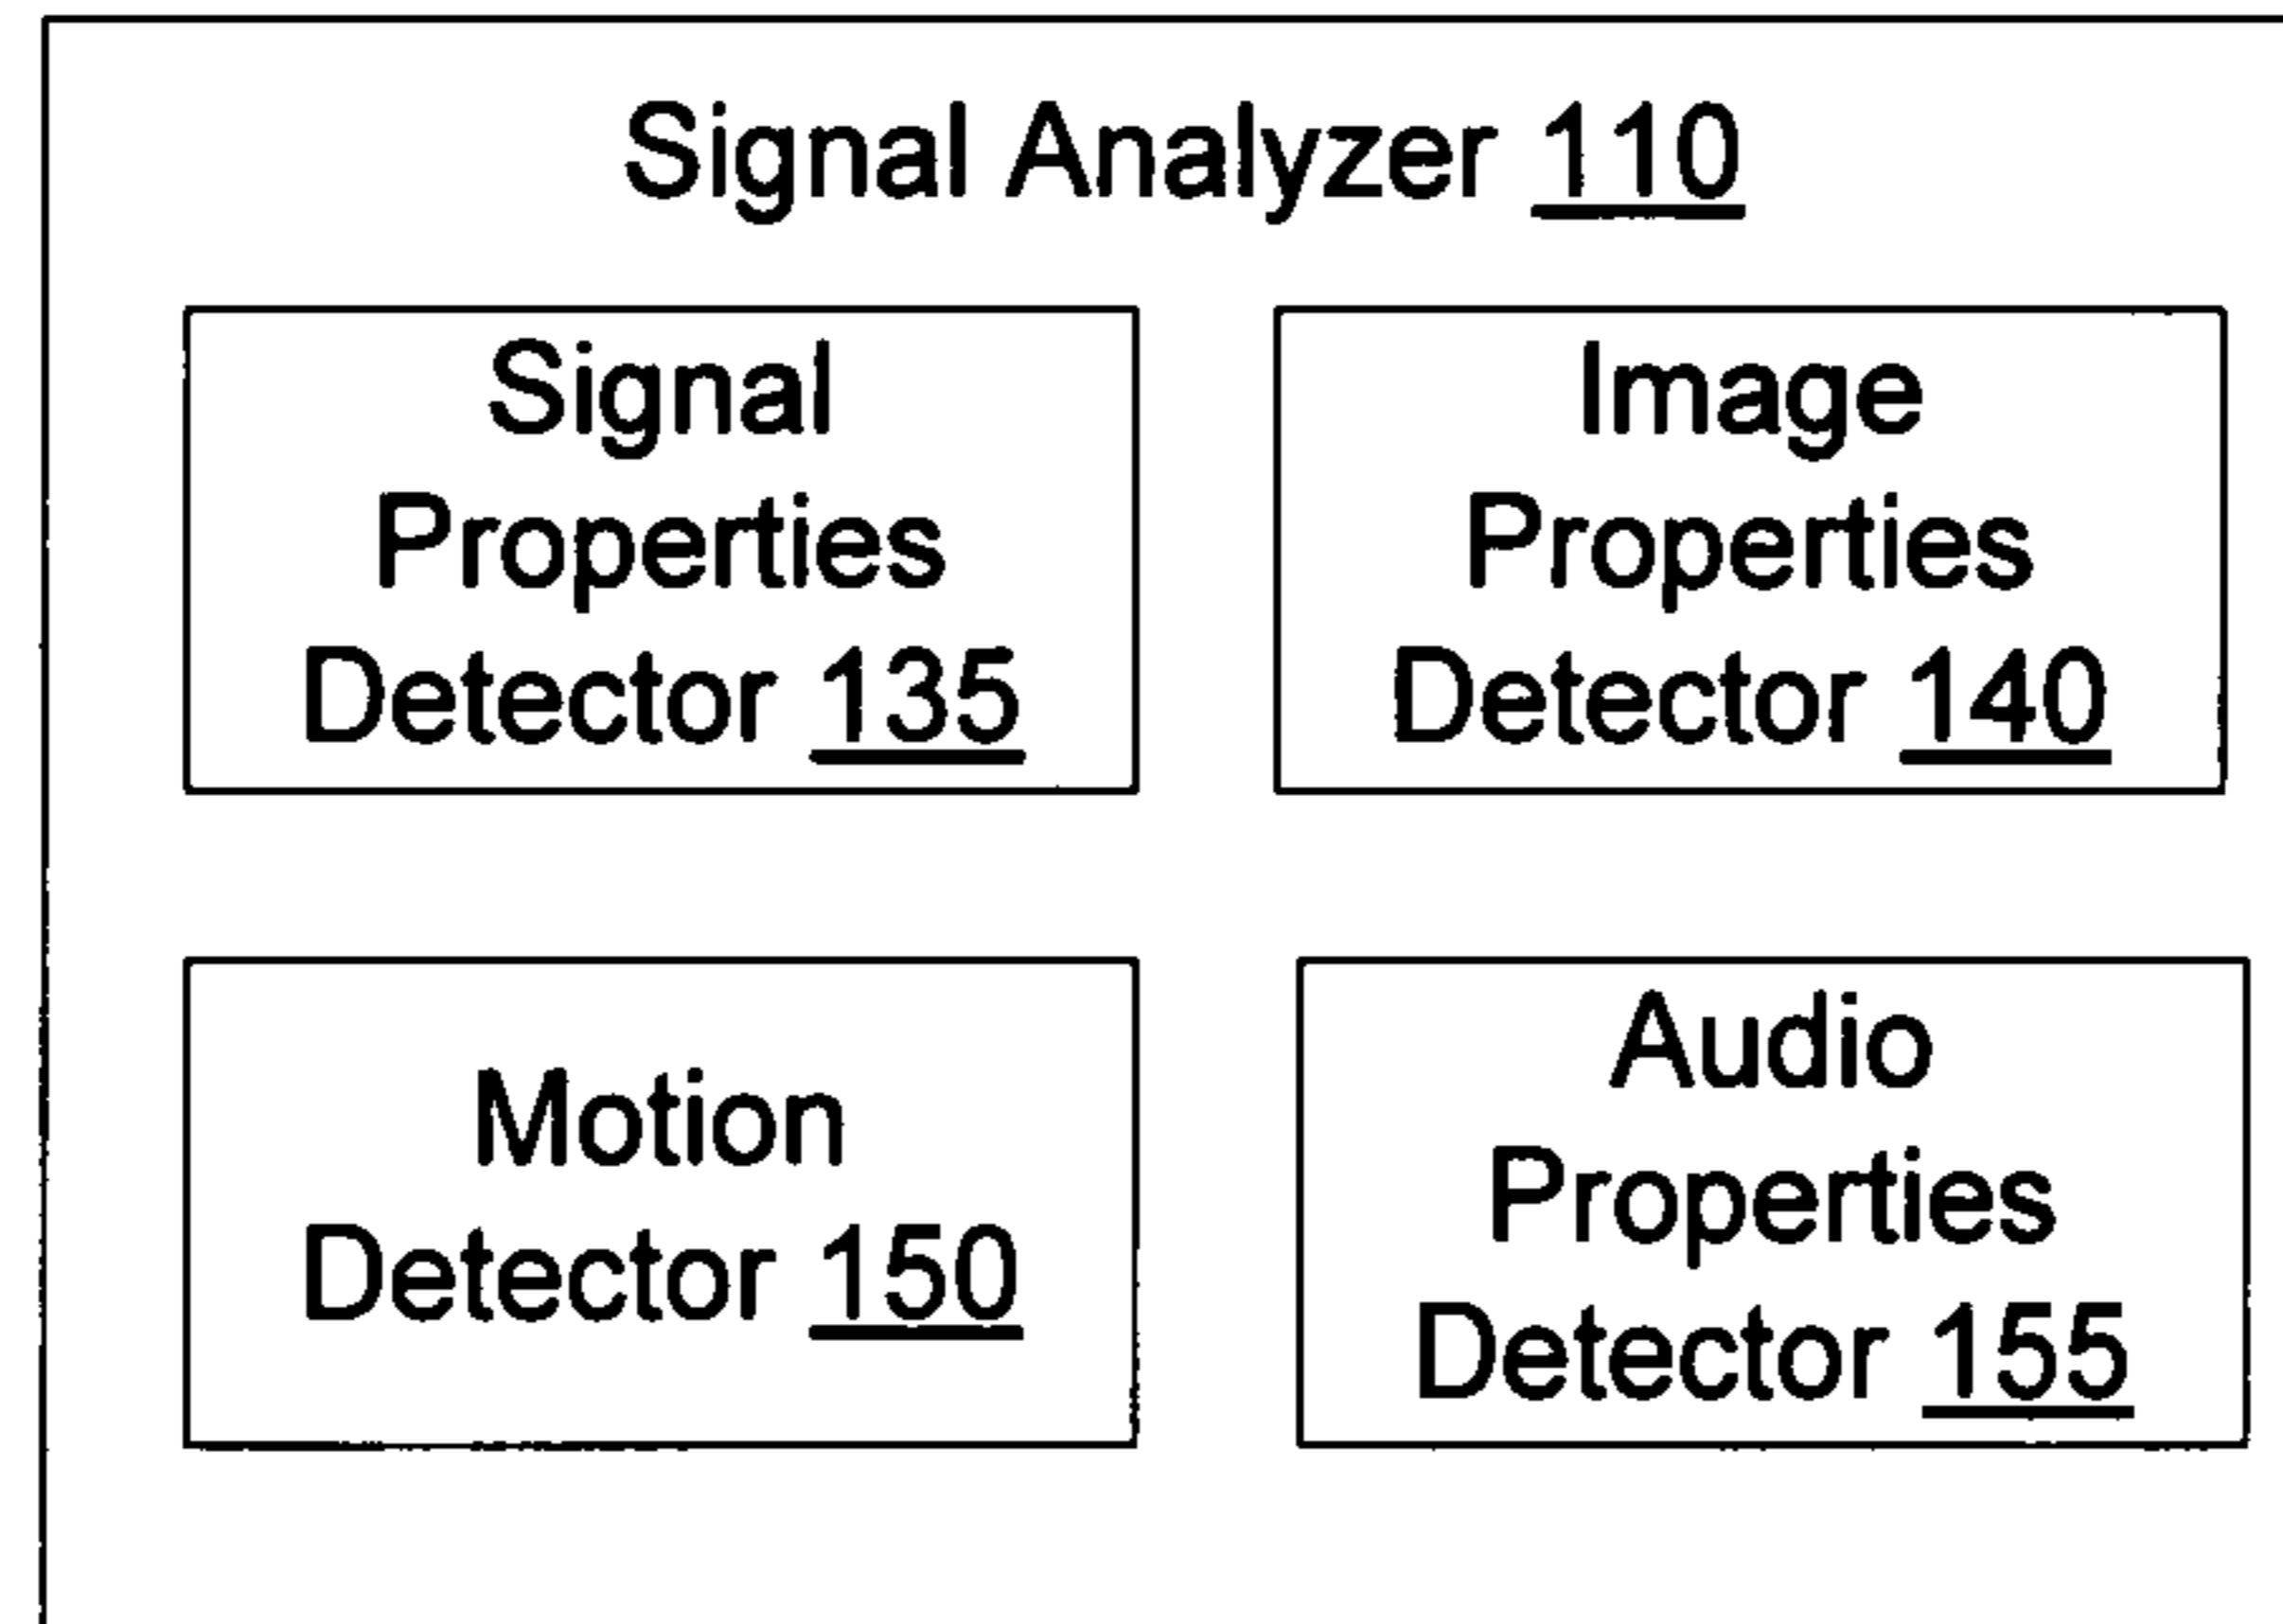 Signal Analyzer 110
Signal
Properties
Detector 135
Image
Properties
Detector 140
Motion
Detector 150
Audio
Properties
Detector 155